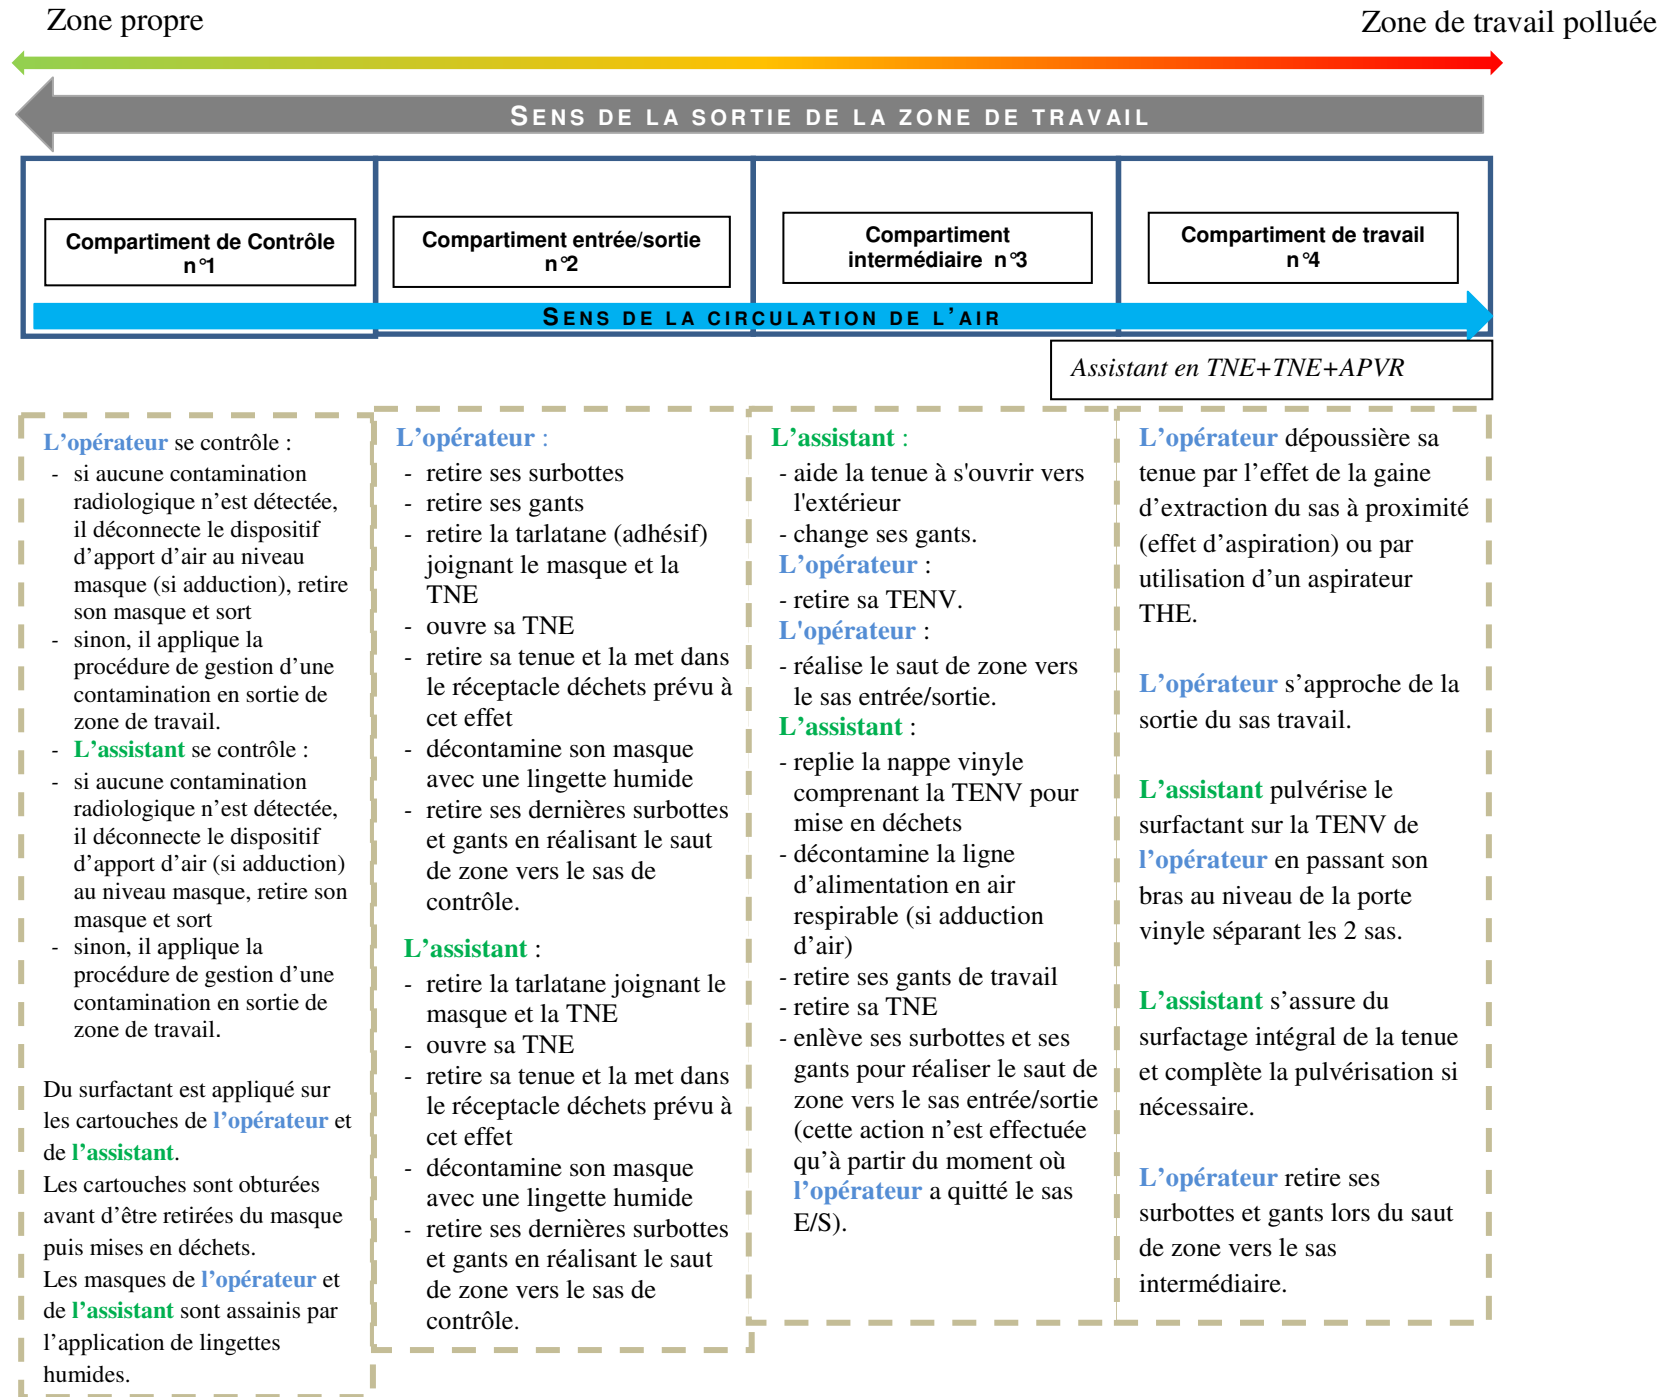 Zone propre
Zone de travail polluée
SENS DE LA SORTIE DE LA ZONE DE TRAVAIL
Compartiment de Contrôle
n°1
Compartiment entrée/sortie
n°2
Compartiment
intermédiaire n°3
Compartiment de travail
n°4
SENS DE LA CIRCULATION DE L'AIR
Assistant en TNE+TNE+APVR
L'opérateur se contrôle :
- si aucune contamination
radiologique n'est détectée,
il déconnecte le dispositif
d'apport d'air au niveau
masque (si adduction), retire
son masque et sort
- sinon, il applique la
procédure de gestion d'une
contamination en sortie de
zone de travail.
- L'assistant se contrôle :
- si aucune contamination
radiologique n'est détectée,
il déconnecte le dispositif
d'apport d'air (si adduction)
au niveau masque, retire son
masque et sort
- sinon, il applique la
procédure de gestion d'une
contamination en sortie de
zone de travail.
Du surfactant est appliqué sur
les cartouches de l'opérateur et
de l'assistant.
Les cartouches sont obturées
avant d'être retirées du masque
puis mises en déchets.
Les masques de l'opérateur et
de l'assistant sont assainis par
l'application de lingettes
humides.
L'opérateur :
- retire ses surbottes
- retire ses gants
- retire la tarlatane (adhésif)
joignant le masque et la
TNE
- ouvre sa TNE
- retire sa tenue et la met dans
le réceptacle déchets prévu à
cet effet
- décontamine son masque
avec une lingette humide
- retire ses dernières surbottes
et gants en réalisant le saut
de zone vers le sas de
contrôle.
L'assistant :
- retire la tarlatane joignant le
masque et la TNE
- ouvre sa TNE
- retire sa tenue et la met dans
le réceptacle déchets prévu à
cet effet
- décontamine son masque
avec une lingette humide
- retire ses dernières surbottes
et gants en réalisant le saut
de zone vers le sas de
contrôle.
L'assistant :
- aide la tenue à s'ouvrir vers
l'extérieur
- change ses gants.
L'opérateur :
- retire sa TENV.
L'opérateur :
- réalise le saut de zone vers
le sas entrée/sortie.
L'assistant :
- replie la nappe vinyle
comprenant la TENV pour
mise en déchets
- décontamine la ligne
d'alimentation en air
respirable (si adduction
d'air)
- retire ses gants de travail
- retire sa TNE
- enlève ses surbottes et ses
gants pour réaliser le saut de
zone vers le sas entrée/sortie
(cette action n'est effectuée
qu'à partir du moment où
l'opérateur a quitté le sas
E/S).
L'opérateur dépoussière sa
tenue par l'effet de la gaine
d'extraction du sas à proximité
(effet d'aspiration) ou par
utilisation d'un aspirateur
THE.
L'opérateur s'approche de la
sortie du sas travail.
L'assistant pulvérise le
surfactant sur la TENV de
l'opérateur en passant son
bras au niveau de la porte
vinyle séparant les 2 sas.
L'assistant s'assure du
surfactage intégral de la tenue
et complète la pulvérisation si
nécessaire.
L'opérateur retire ses
surbottes et gants lors du saut
de zone vers le sas
intermédiaire.